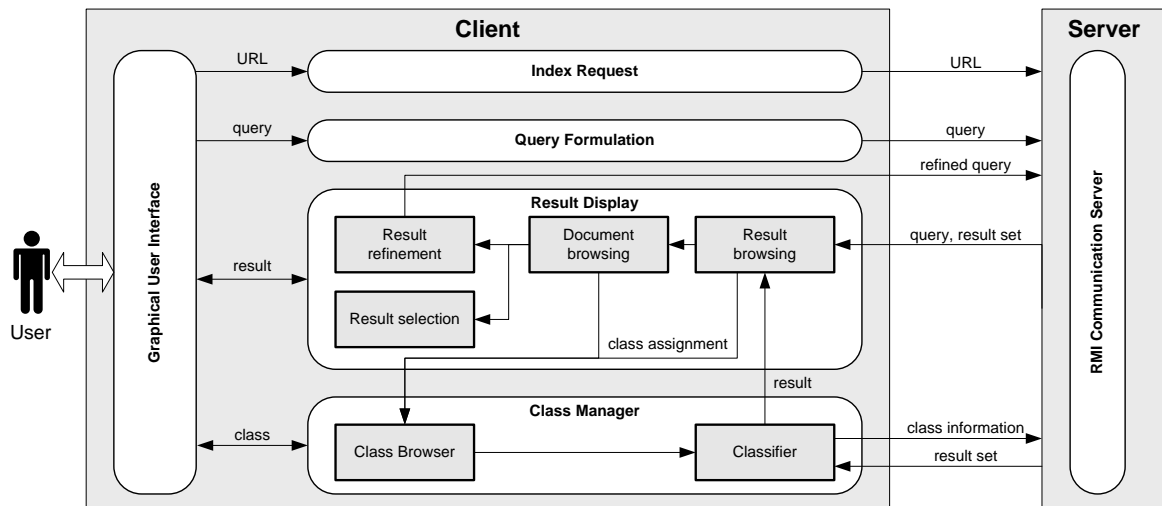 Client
Server
URL
Index Request
URL
query
Query Formulation
query
refined query
Result Display
Result
refinement
Document
browsing
Result
browsing
query, result set
Graphical User Interface
RMI Communication Server
result
Result selection
User
class assignment
result
Class Manager
class
Class Browser
Classifier
class information
result set